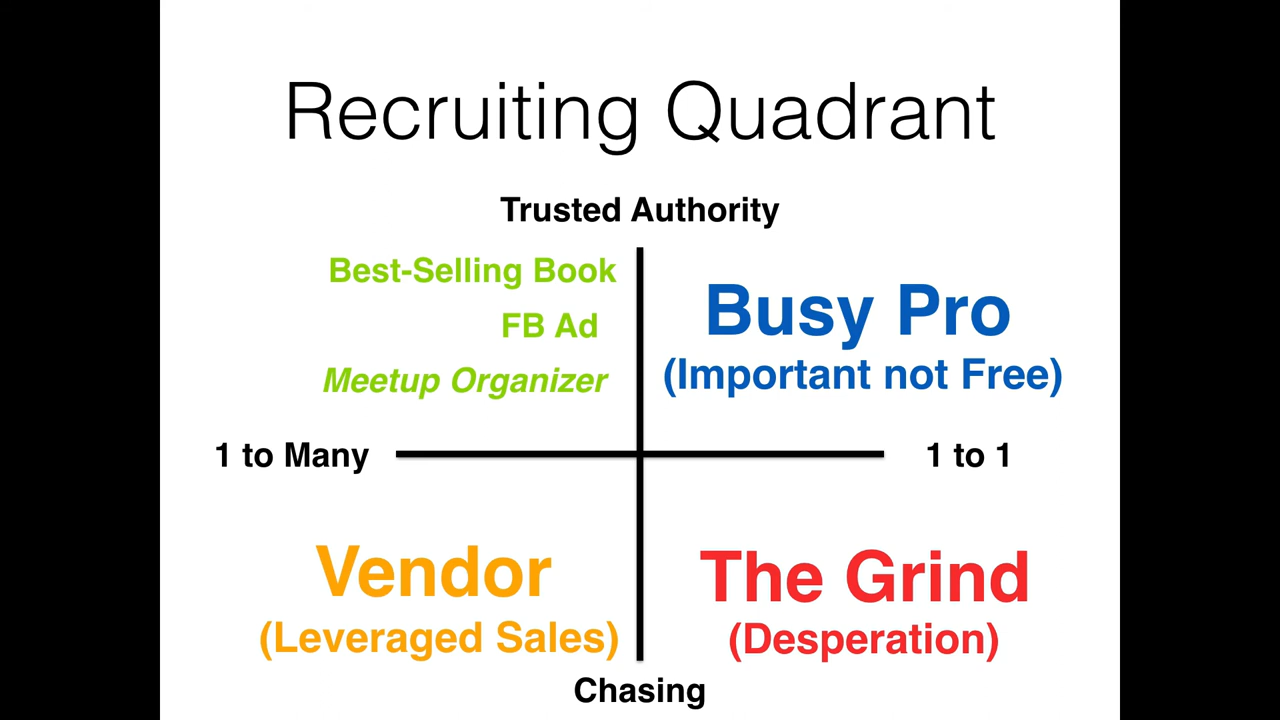 Recruiting Quadrant
Trusted Authority
Best-Selling Book
FB Ad
Meetup Organizer
Busy Pro
(Important not Free)
1 to Many
1 to 1
Vendor
(Leveraged Sales)
The Grind
(Desperation)
Chasing